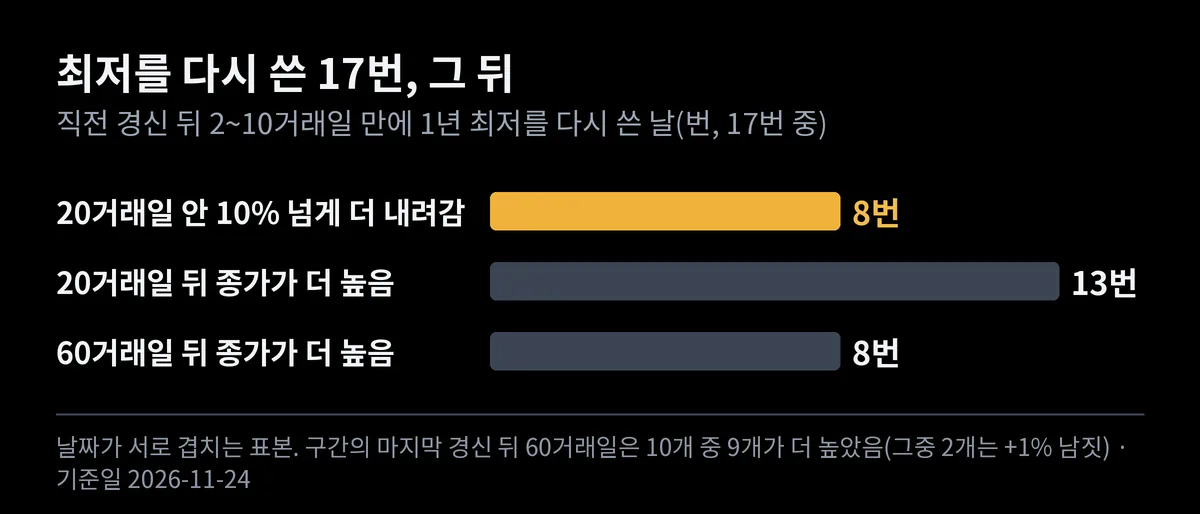 최저를 다시 쓴 17번, 그 뒤
직전 경신 뒤 2~10거래일 만에 1년 최저를 다시 쓴 날(번, 17번 중)
20거래일 안 10% 넘게 더 내려감 8번
20거래일 뒤 종가가 더 높음 13번
60거래일 뒤 종가가 더 높음 8번
날짜가 서로 겹치는 표본. 구간의 마지막 경신 뒤 60거래일은 10개 중 9개가 더 높았음(그중 2개는 +1% 남짓) ·
기준일 2026-11-24